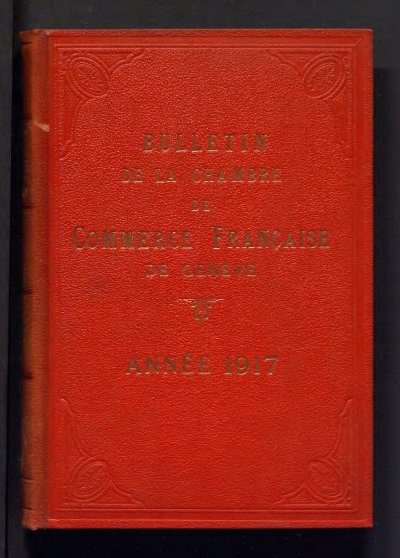 BULLETIN
DE LA CHAMBRE
DE
COMMERCE FRANÇAISE
DE GENÈVE
ANNÉE 1917